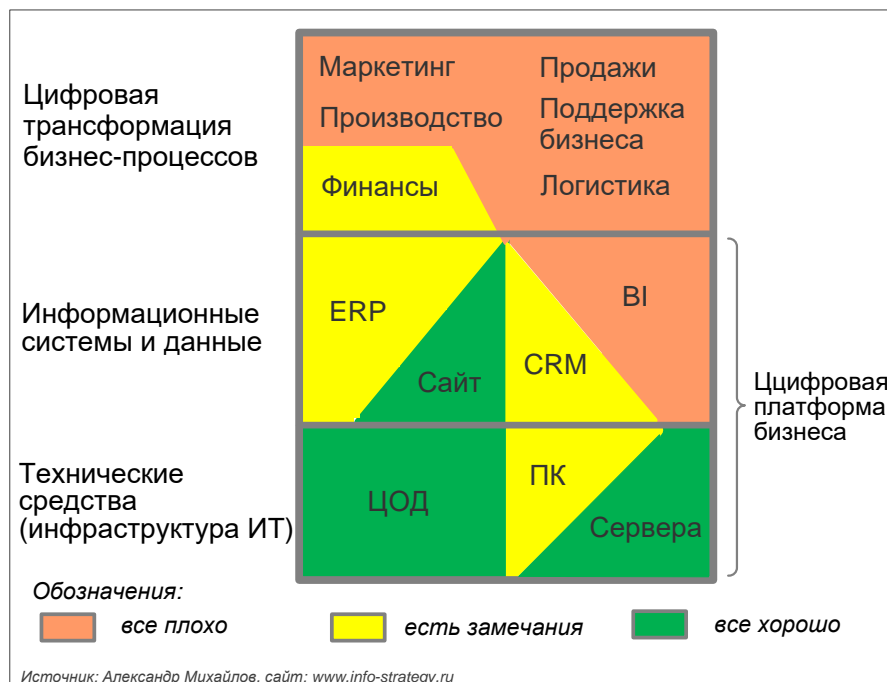 Цифровая
трансформация
бизнес-процессов
Маркетинг
Продажи
Производство
Поддержка
бизнеса
Финансы
Логистика
Информационные
системы и данные
ERP
BI
Сайт
CRM
Ццифровая
платформа
бизнеса
Технические
средства
(инфраструктура ИТ)
ЦОД
ПК
Сервера
Обозначения:
все плохо
есть замечания
все хорошо
Источник: Александр Михайлов, сайт: www.info-strategy.ru